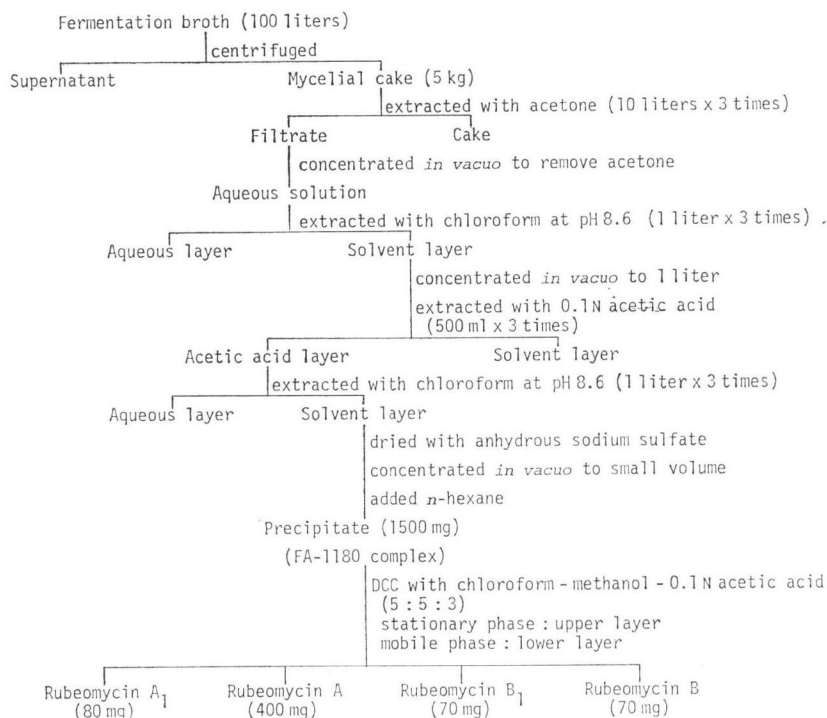 Fermentation broth (100 liters)
centrifuged
Supernatant Mycelial cake (5 kg)
extracted with acetone (10 liters x 3 times)
Filtrate Cake
concentrated in vacuo to remove acetone
Aqueous solution
extracted with chloroform at pH 8.6 (1 liter x 3 times) .
Aqueous layer Solvent layer
concentrated in vacuo to 1 liter
extracted with 0.1N acetic acid
(500 ml x 3 times)
Acetic acid layer Solvent layer
extracted with chloroform at pH 8.6 (1 liter x 3 times)
Aqueous layer Solvent layer
dried with anhydrous sodium sulfate
concentrated in vacuo to small volume
added n-hexane
Precipitate (1500 mg)
(FA-1180 complex)
DCC with chloroform - methanol - 0.1N acetic acid
(5 : 5 : 3)
stationary phase : upper layer
mobile phase : lower layer
Rubeomycin A₁ Rubeomycin A Rubeomycin B₁ Rubeomycin B
(80 mg) (400 mg) (70 mg) (70 mg)